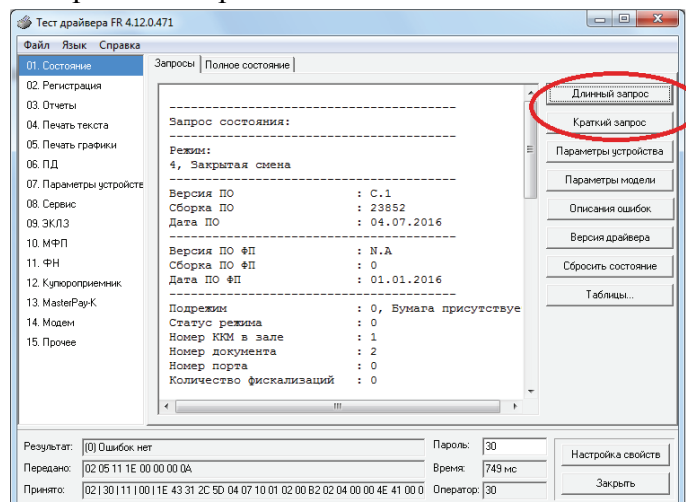 Тест драйвера FR 4.12.0.471
Файл Язык Справка
01. Состояние
02. Регистрация
03. Отчеты
04. Печать текста
05. Печать графики
06. ПД
07. Параметры устройств
08. Сервис
09. ЭКЛЗ
10. МФП
11. ФН
12. Купюроприемник
13. MasterPay-K
14. Модем
15. Прочее
Запросы Полное состояние
Запрос состояния:
Режим:
4, Закрытая смена
Версия ПО : C.1
Сборка ПО : 23852
Дата ПО : 04.07.2016
Версия ПО ФП : N.A
Сборка ПО ФП : 0
Дата ПО ФП : 01.01.2016
Подрежим : 0, Бумага присутствуе
Статус режима : 0
Номер ККМ в зале : 1
Номер документа : 2
Номер порта : 0
Количество фискализаций : 0
Длинный запрос
Краткий запрос
Параметры устройства
Параметры модели
Описания ошибок
Версия драйвера
Сбросить состояние
Таблицы...
Результат: (0) Ошибок нет
Передано: 02 05 11 1E 00 00 00 0A
Принято: 02 | 30 | 11 | 00 | 1E 43 31 2C 5D 04 07 10 01 02 00 B2 02 04 00 00 4E 41 00 0
Пароль: 30
Время: 749 мс
Оператор: 30
Настройка свойств
Закрыть